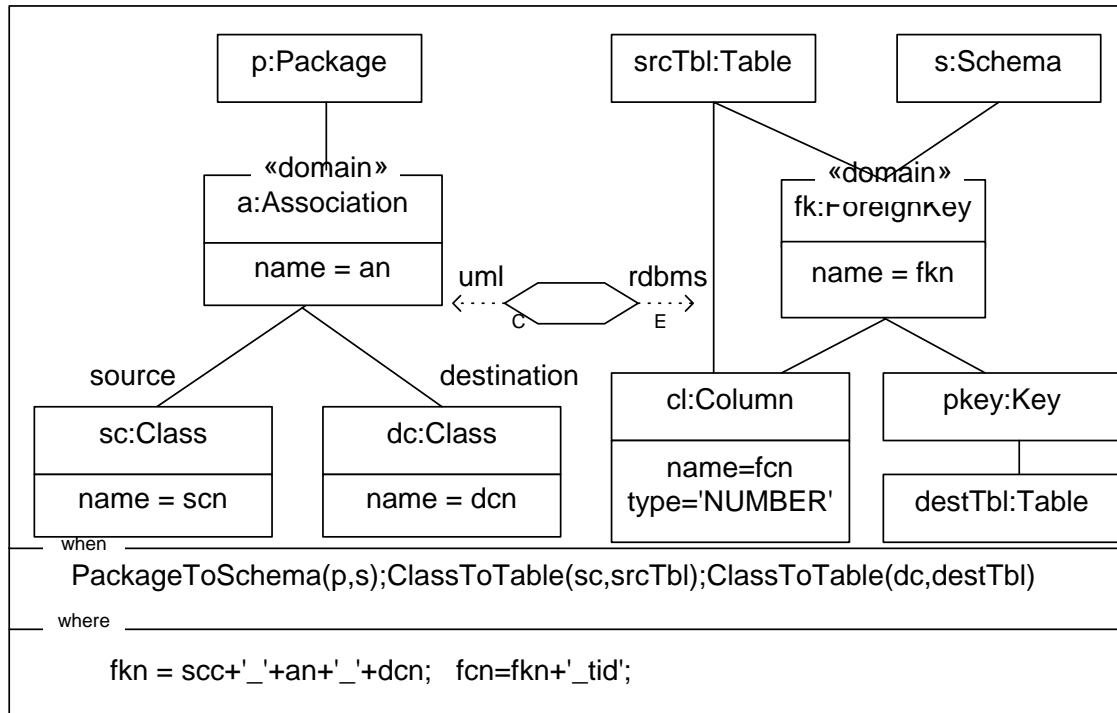 p:Package
srcTbl:Table
s:Schema
«domain»
a:Association
name = an
«domain»
fk:ForeignKey
name = fkn
uml
rdbms
C
E
source
destination
sc:Class
name = scn
dc:Class
name = dcn
cl:Column
name=fcn
type='NUMBER'
pkey:Key
destTbl:Table
when
PackageToSchema(p,s);ClassToTable(sc,srcTbl);ClassToTable(dc,destTbl)
where
fkn = scc+'_'+an+'_'+dcn; fcn=fkn+'_tid';